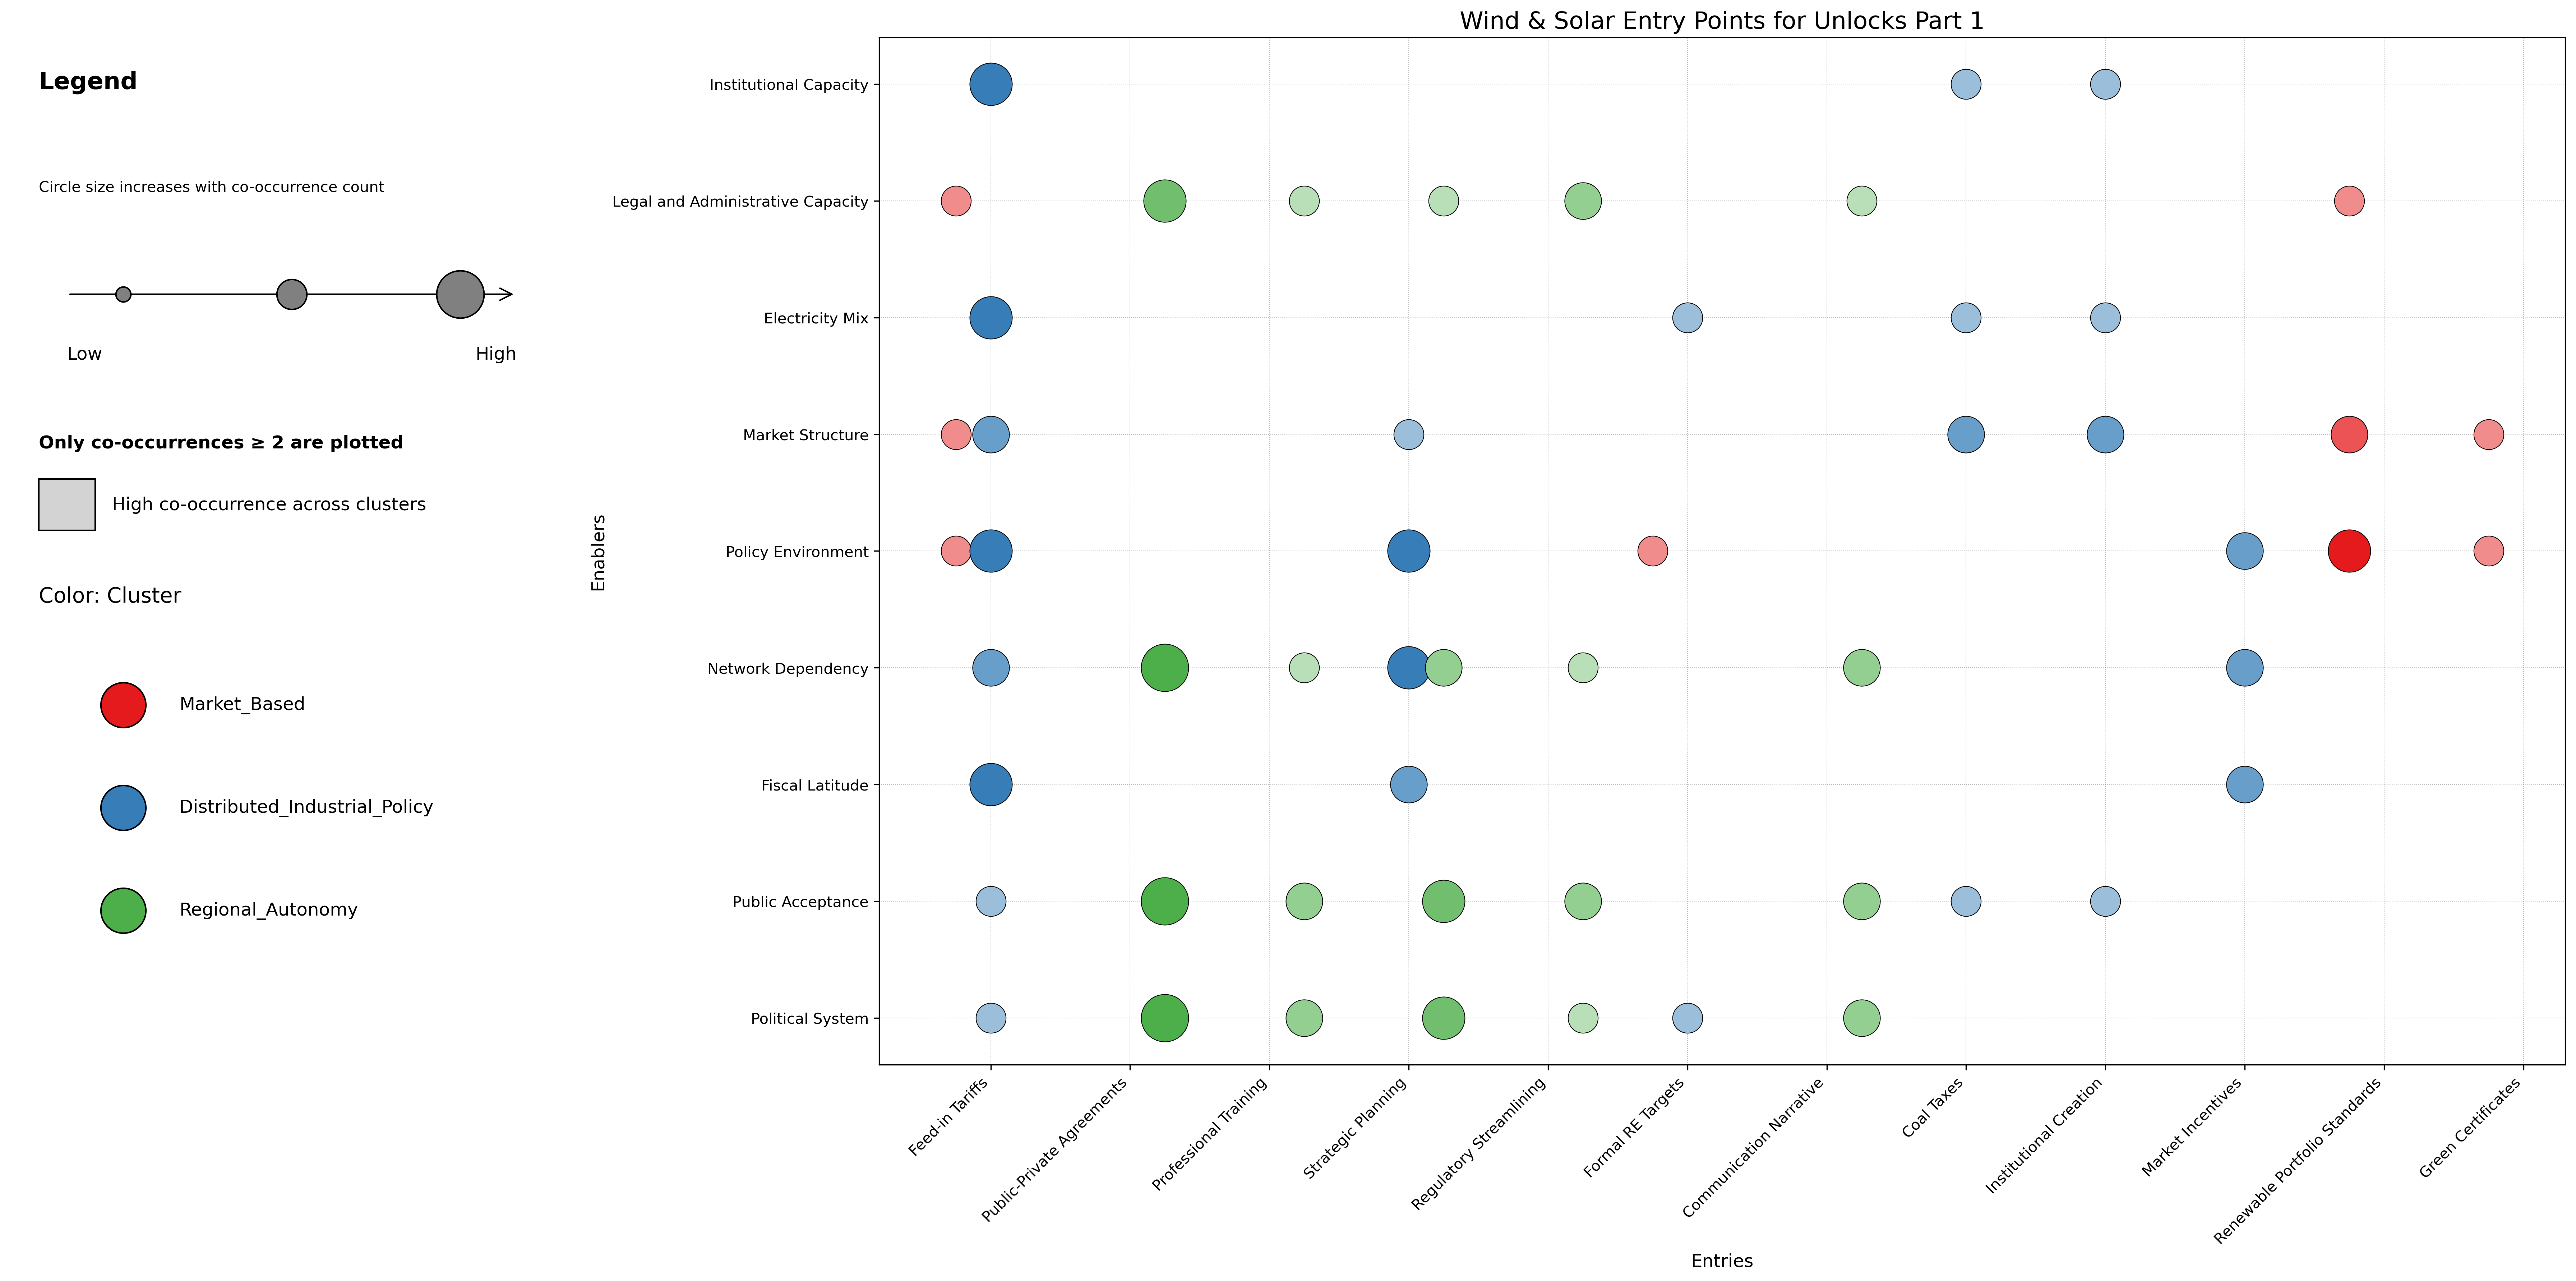 Wind & Solar Entry Points for Unlocks Part 1
Legend
Circle size increases with co-occurrence count
Low
High
Only co-occurrences ≥ 2 are plotted
High co-occurrence across clusters
Color: Cluster
Market_Based
Distributed_Industrial_Policy
Regional_Autonomy
Enablers
Institutional Capacity
Legal and Administrative Capacity
Electricity Mix
Market Structure
Policy Environment
Network Dependency
Fiscal Latitude
Public Acceptance
Political System
Feed-in Tariffs
Public-Private Agreements
Professional Training
Strategic Planning
Regulatory Streamlining
Formal RE Targets
Communication Narrative
Coal Taxes
Institutional Creation
Market Incentives
Renewable Portfolio Standards
Green Certificates
Entries